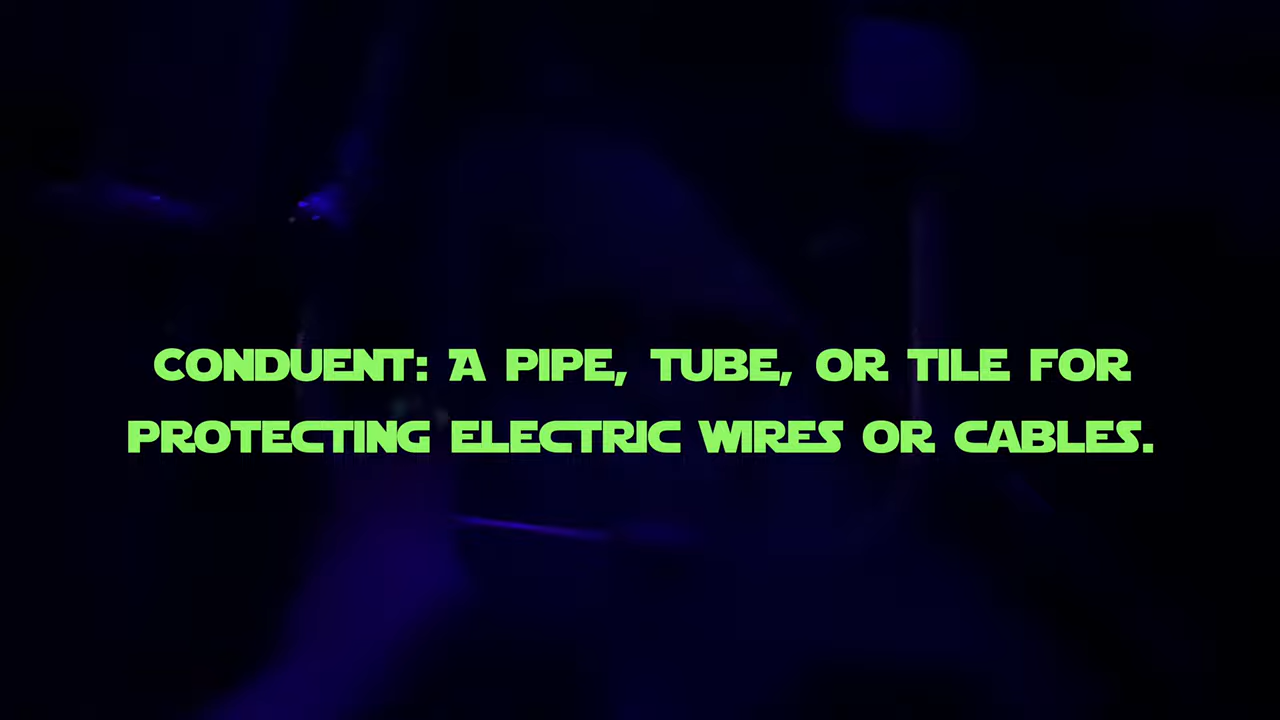 CONDUENT: A PIPE, TUBE, OR TILE FOR
PROTECTING ELECTRIC WIRES OR CABLES.